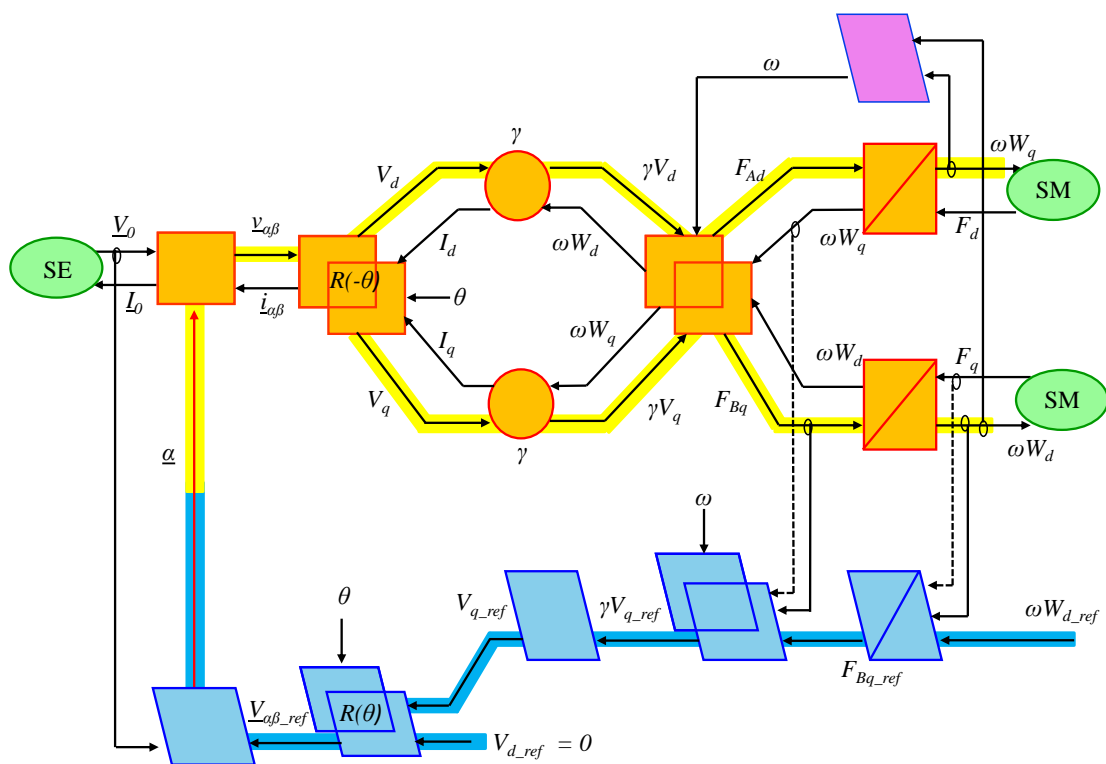 γ
ω
ωW_q
V_d
γV_d
F_Ad
SM
V_0
v_αβ
I_d
ωW_d
ωW_q
F_d
SE
R(-θ)
θ
I_0
i_αβ
I_q
ωW_q
ωW_d
F_q
V_q
γV_q
F_Bq
SM
γ
ωW_d
α
ω
θ
V_q_ref
γV_q_ref
ωW_d_ref
F_Bq_ref
V_αβ_ref
R(θ)
V_d_ref = 0